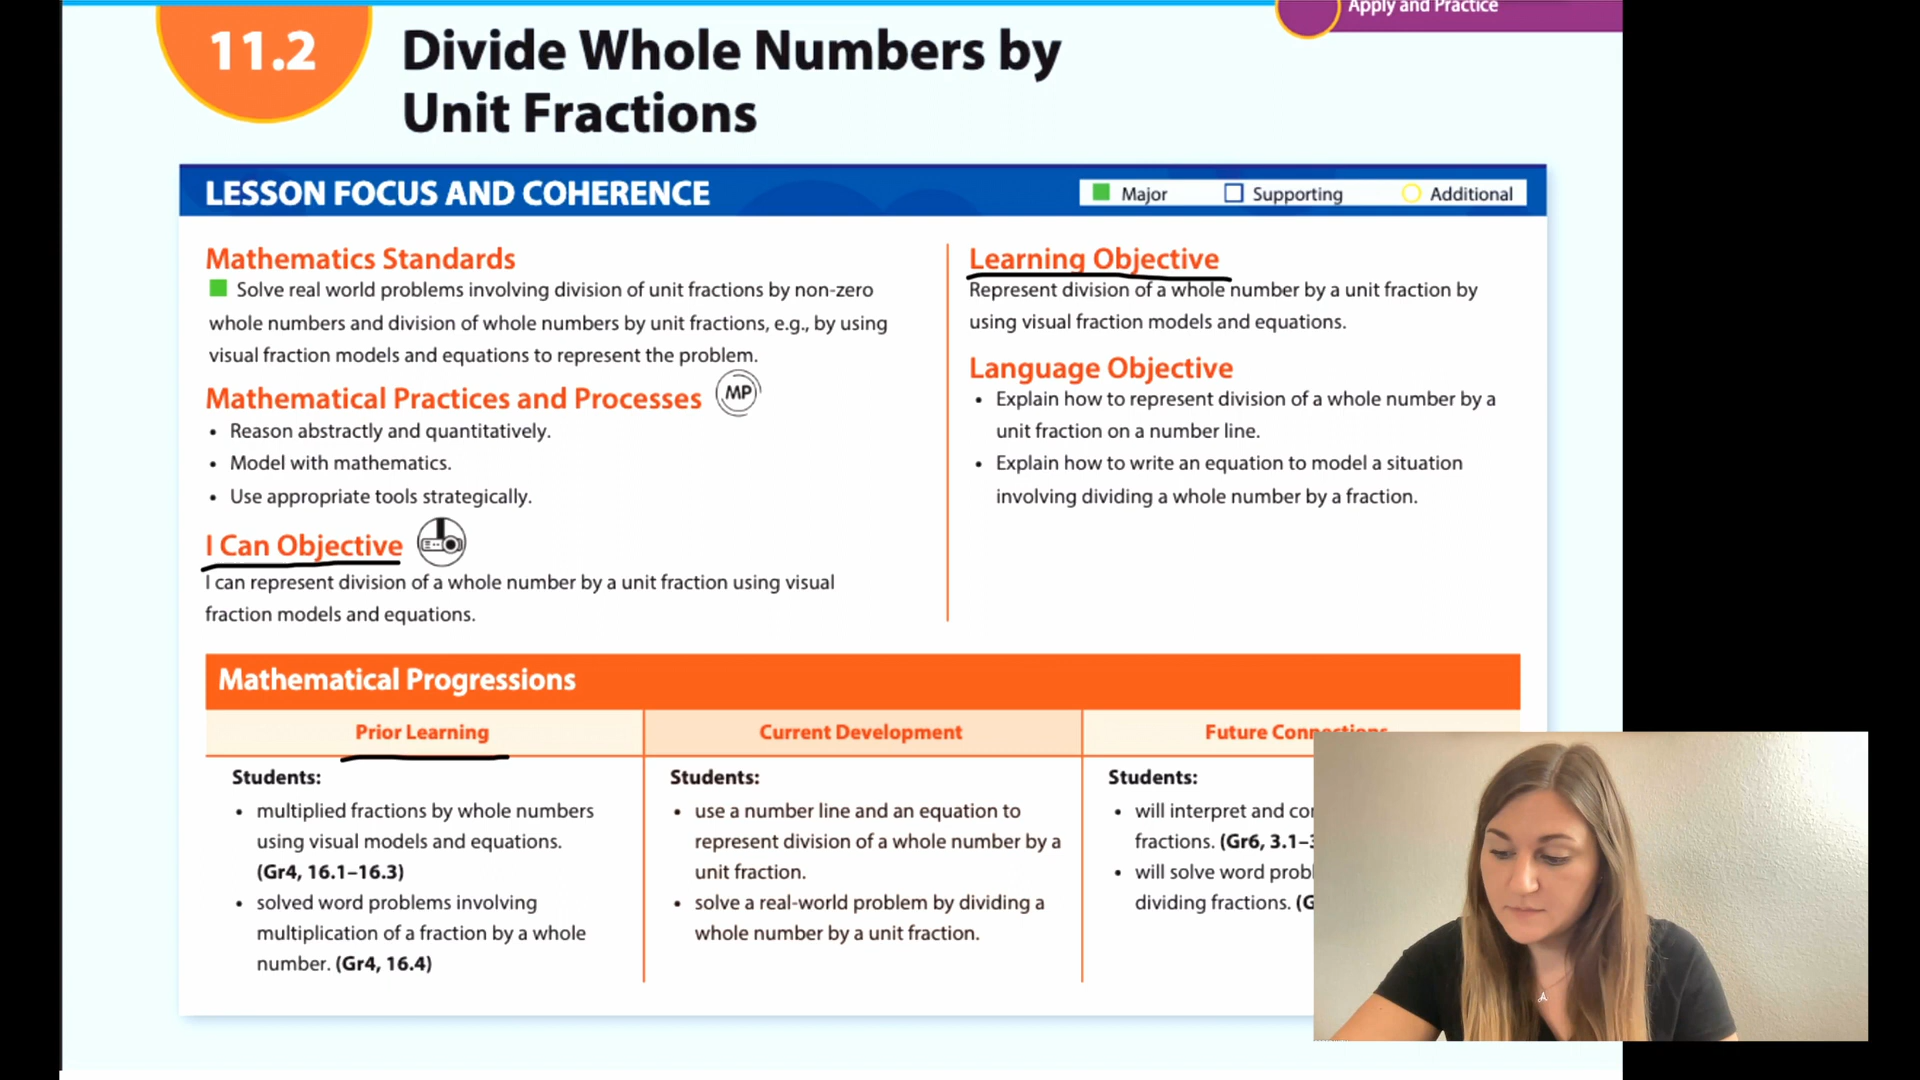 Apply and Practice
11.2
Divide Whole Numbers by
Unit Fractions
LESSON FOCUS AND COHERENCE
Major
Supporting
Additional
Mathematics Standards
Solve real world problems involving division of unit fractions by non-zero
whole numbers and division of whole numbers by unit fractions, e.g., by using
visual fraction models and equations to represent the problem.
Mathematical Practices and Processes
MP
• Reason abstractly and quantitatively.
• Model with mathematics.
• Use appropriate tools strategically.
I Can Objective
I can represent division of a whole number by a unit fraction using visual
fraction models and equations.
Learning Objective
Represent division of a whole number by a unit fraction by
using visual fraction models and equations.
Language Objective
• Explain how to represent division of a whole number by a
unit fraction on a number line.
• Explain how to write an equation to model a situation
involving dividing a whole number by a fraction.
Mathematical Progressions
Prior Learning
Students:
• multiplied fractions by whole numbers
using visual models and equations.
(Gr4, 16.1–16.3)
• solved word problems involving
multiplication of a fraction by a whole
number. (Gr4, 16.4)
Current Development
Students:
• use a number line and an equation to
represent division of a whole number by a
unit fraction.
• solve a real-world problem by dividing a
whole number by a unit fraction.
Future Connections
Students:
• will interpret and
fractions. (Gr6, 3.1–
• will solve word
dividing fractions.